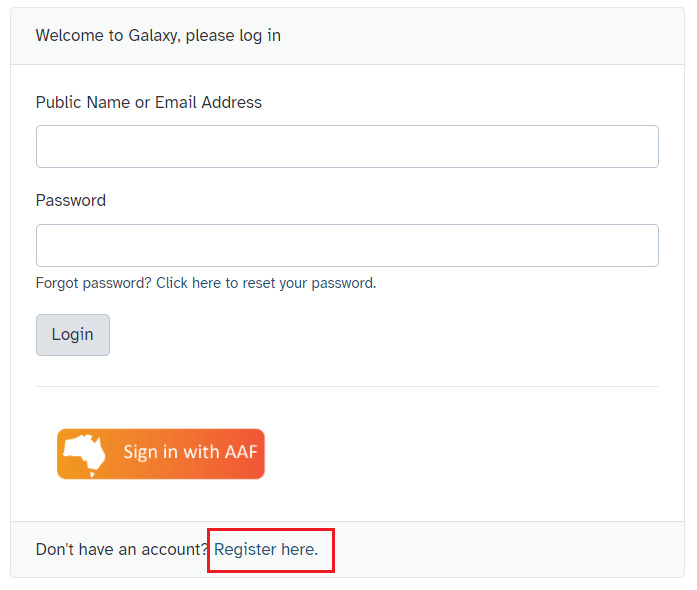 Welcome to Galaxy, please log in
Public Name or Email Address
Password
Forgot password? Click here to reset your password.
Login
Sign in with AAF
Don't have an account? Register here.